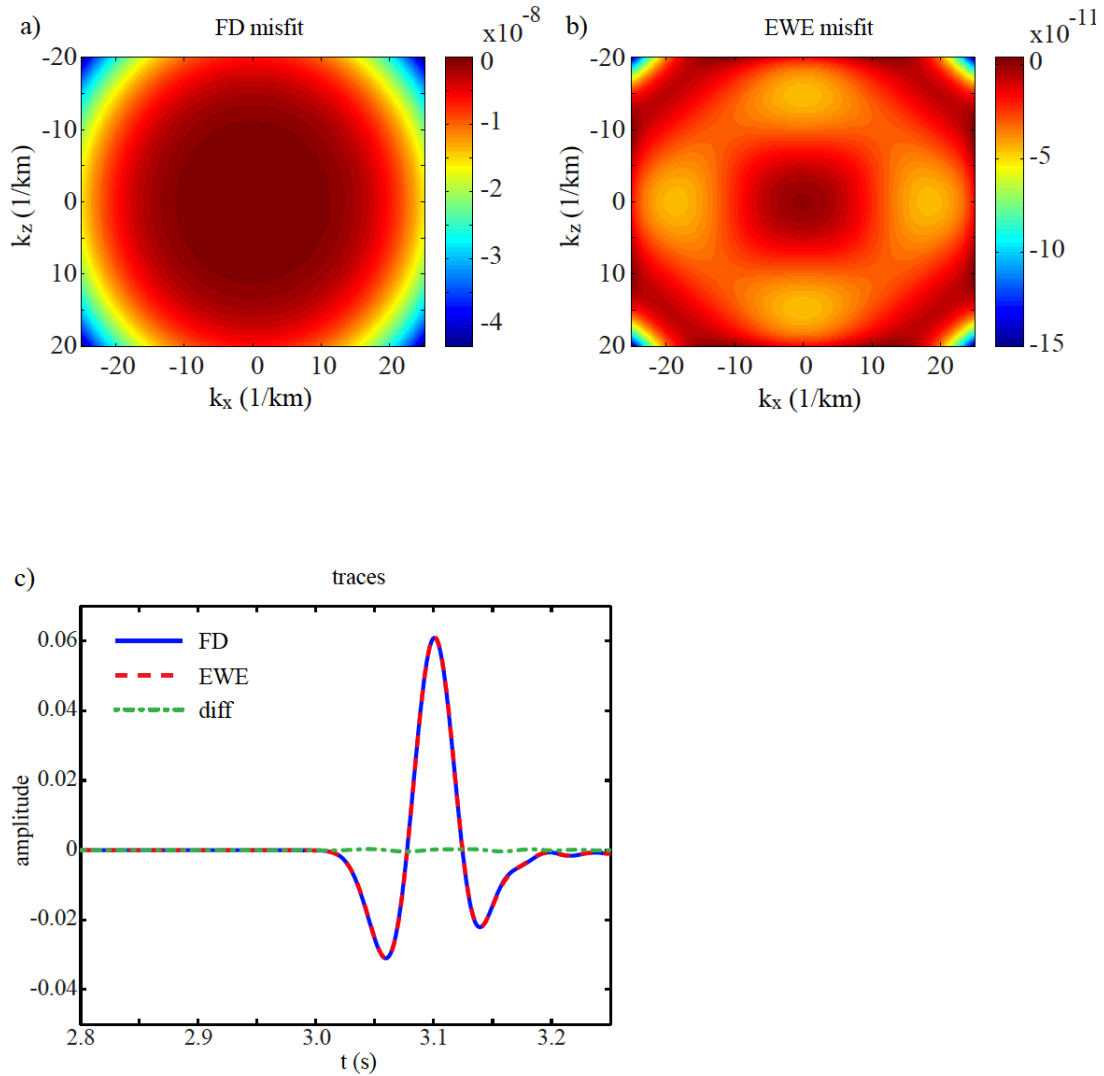 a) FD misfit x10-8
-20
-10
0
10
20
kz (1/km)
-20 -10 0 10 20
kx (1/km)
0
-1
-2
-3
-4
b) EWE misfit x10-11
-20
-10
0
10
20
kz (1/km)
-20 -10 0 10 20
kx (1/km)
0
-5
-10
-15
c) traces
FD
EWE
diff
0.06
0.04
0.02
0
-0.02
-0.04
amplitude
2.8 2.9 3.0 3.1 3.2
t (s)